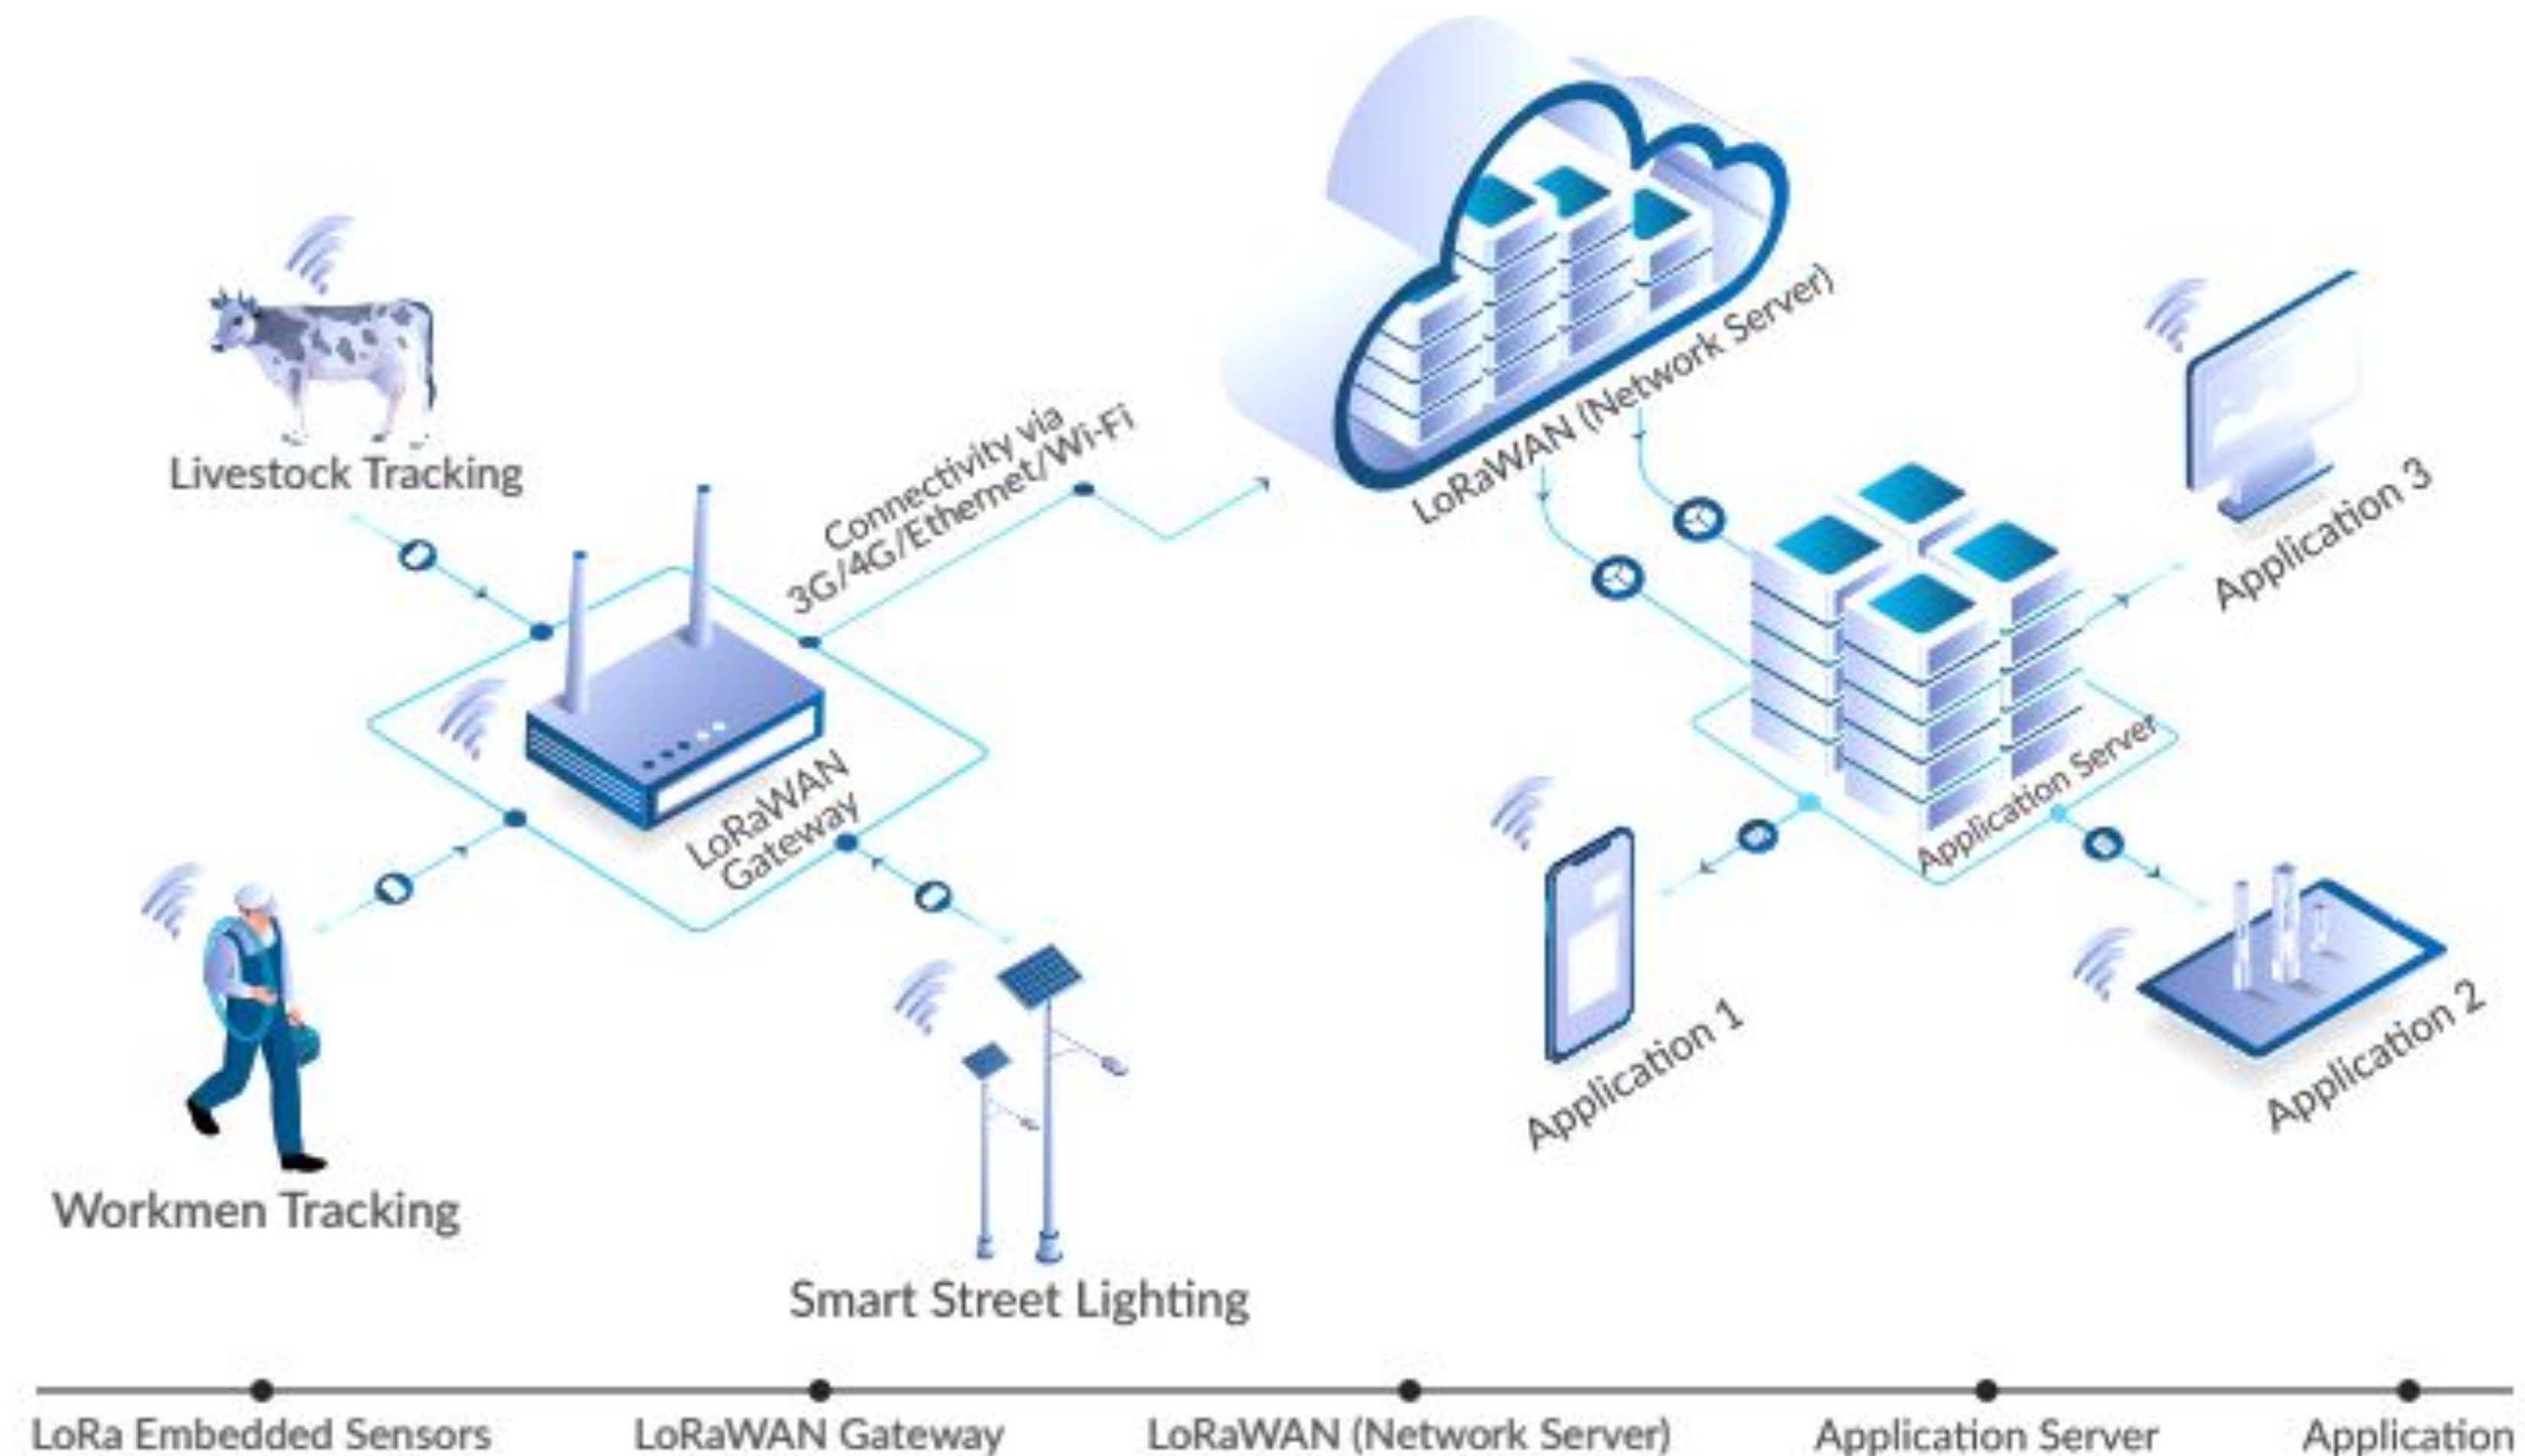 Livestock Tracking
Connectivity via
3G/4G/Ethernet/Wi-Fi
LoRaWAN (Network Server)
Application 3
LoRaWAN
Gateway
Application Server
Application 1
Application 2
Workmen Tracking
Smart Street Lighting
LoRa Embedded Sensors
LoRaWAN Gateway
LoRaWAN (Network Server)
Application Server
Application